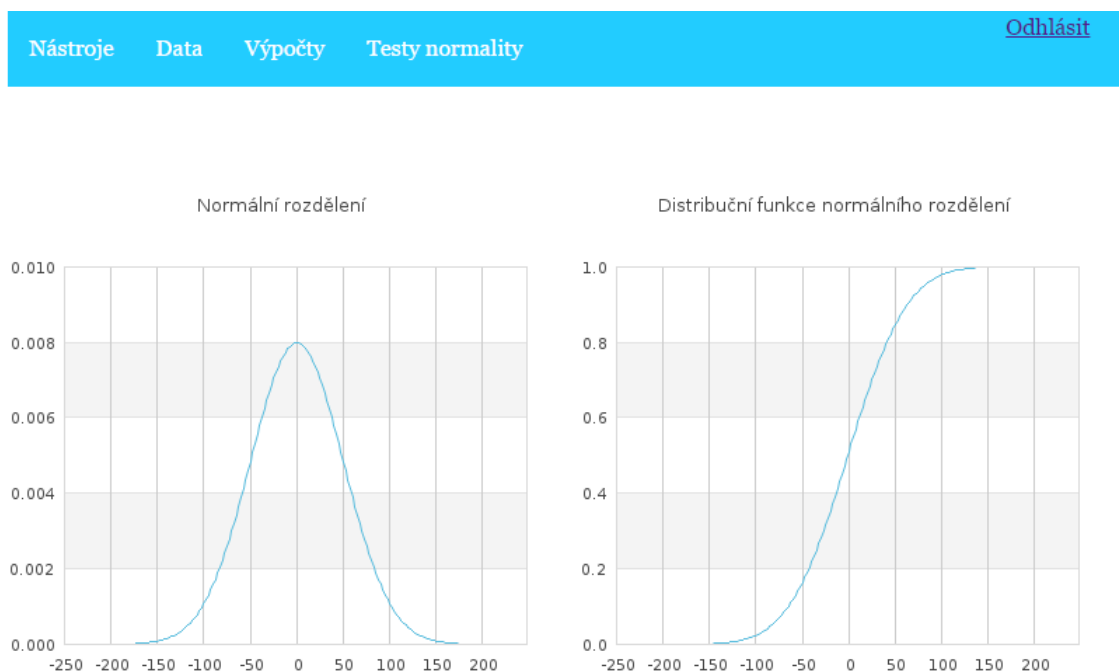 Nástroje Data Výpočty Testy normality Odhlásit
Normální rozdělení
0.010
0.008
0.006
0.004
0.002
0.000
-250 -200 -150 -100 -50 0 50 100 150 200
Distribuční funkce normálního rozdělení
1.0
0.8
0.6
0.4
0.2
0.0
-250 -200 -150 -100 -50 0 50 100 150 200